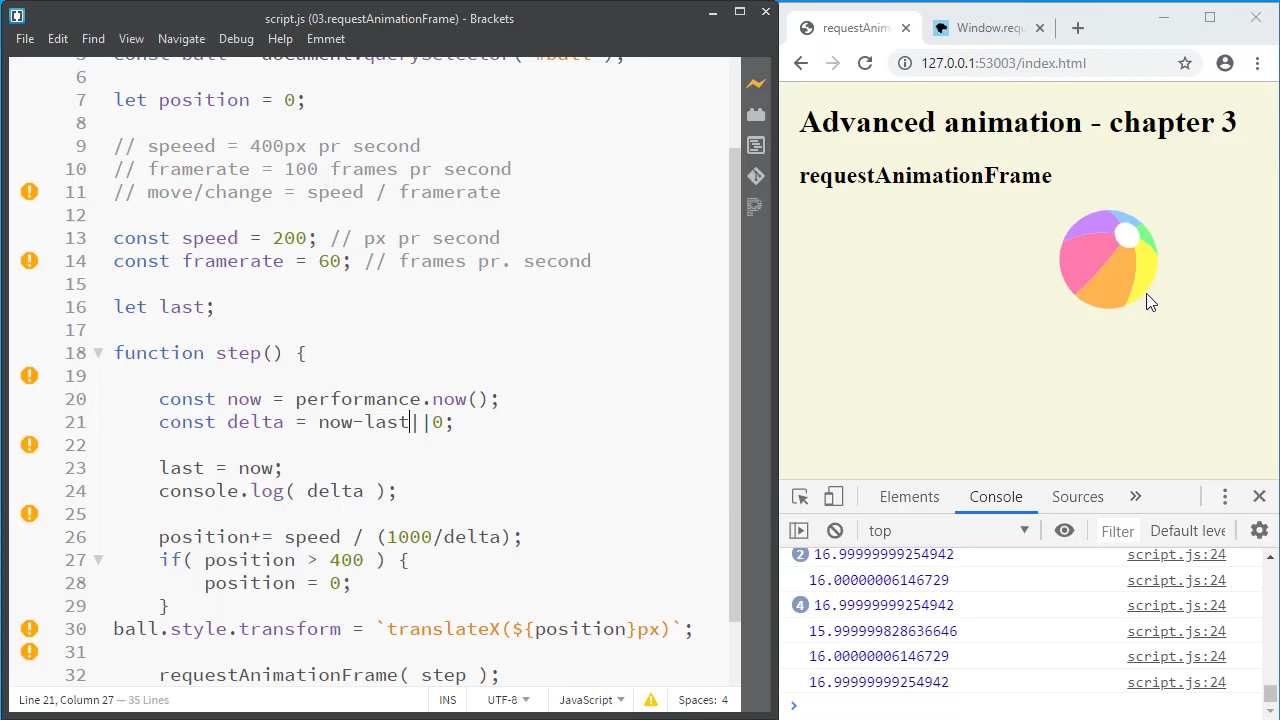 script.js (03.requestAnimationFrame) - Brackets
File Edit Find View Navigate Debug Help Emmet
6
7 let position = 0;
8
9 // speeed = 400px pr second
10 // framerate = 100 frames pr second
11 // move/change = speed / framerate
12
13 const speed = 200; // px pr second
14 const framerate = 60; // frames pr. second
15
16 let last;
17
18 function step() {
19
20 const now = performance.now();
21 const delta = now-last||0;
22
23 last = now;
24 console.log( delta );
25
26 position+= speed / (1000/delta);
27 if( position > 400 ) {
28 position = 0;
29 }
30 ball.style.transform = `translateX(${position}px)`;
31
32 requestAnimationFrame( step );
Line 21, Column 27 — 35 Lines
INS UTF-8 JavaScript Spaces: 4
requestAnim Window.requ
127.0.0.1:53003/index.html
Advanced animation - chapter 3
requestAnimationFrame
Elements Console Sources
top Filter Default leve
2 16.99999999254942 script.js:24
16.00000006146729 script.js:24
4 16.99999999254942 script.js:24
15.999999828636646 script.js:24
16.00000006146729 script.js:24
16.99999999254942 script.js:24